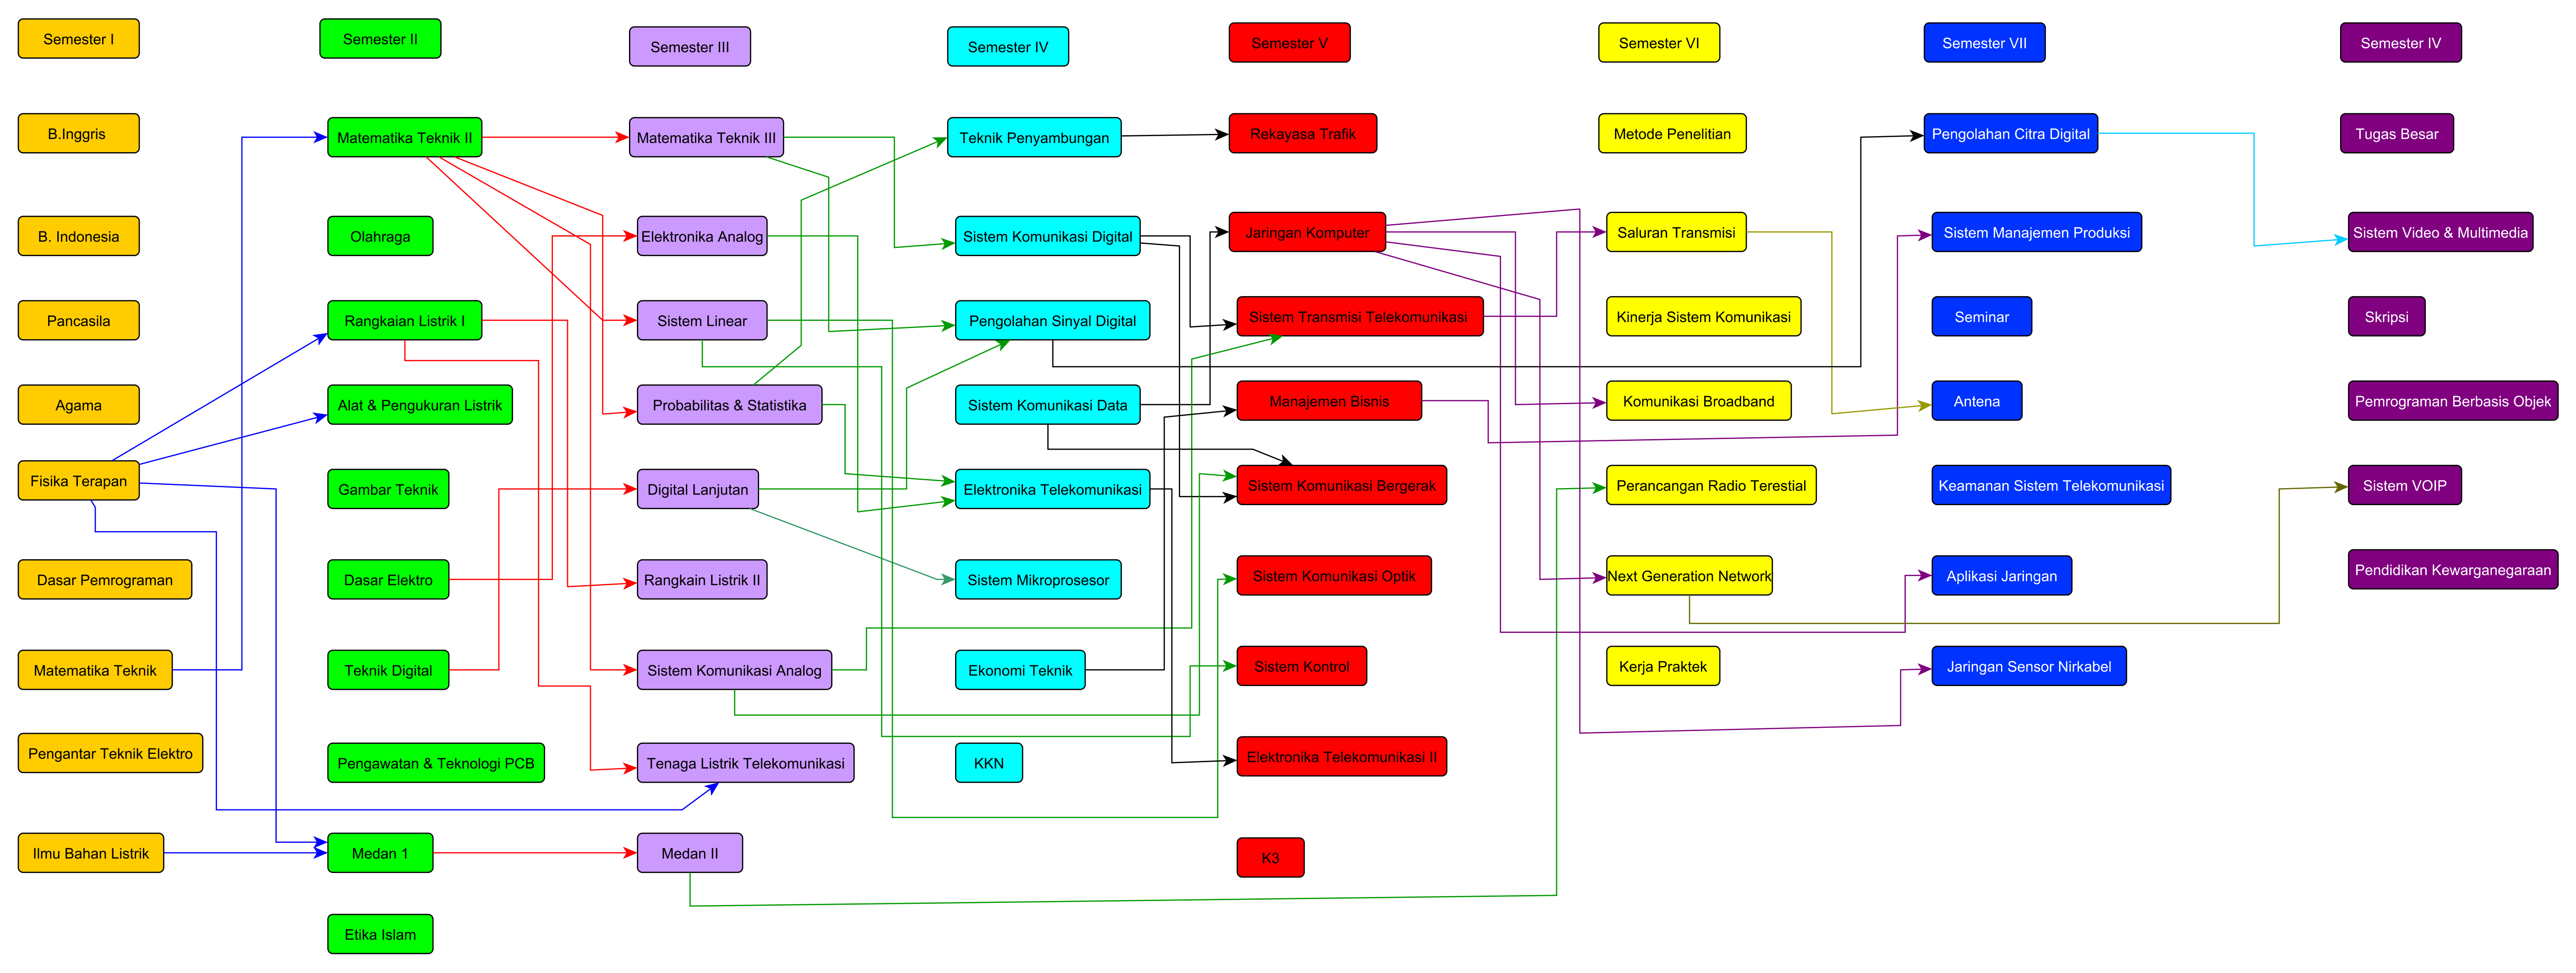 Semester I
Semester II
Semester III
Semester IV
Semester V
Semester VI
Semester VII
Semester IV
B.Inggris
Matematika Teknik II
Matematika Teknik III
Teknik Penyambungan
Rekayasa Trafik
Metode Penelitian
Pengolahan Citra Digital
Tugas Besar
B. Indonesia
Olahraga
Elektronika Analog
Sistem Komunikasi Digital
Jaringan Komputer
Saluran Transmisi
Sistem Manajemen Produksi
Sistem Video & Multimedia
Pancasila
Rangkaian Listrik I
Sistem Linear
Pengolahan Sinyal Digital
Sistem Transmisi Telekomunikasi
Kinerja Sistem Komunikasi
Seminar
Skripsi
Agama
Alat & Pengukuran Listrik
Probabilitas & Statistika
Sistem Komunikasi Data
Manajemen Bisnis
Komunikasi Broadband
Antena
Pemrograman Berbasis Objek
Fisika Terapan
Gambar Teknik
Digital Lanjutan
Elektronika Telekomunikasi
Sistem Komunikasi Bergerak
Perancangan Radio Terestial
Keamanan Sistem Telekomunikasi
Sistem VOIP
Dasar Pemrograman
Dasar Elektro
Rangkain Listrik II
Sistem Mikroprosesor
Sistem Komunikasi Optik
Next Generation Network
Aplikasi Jaringan
Pendidikan Kewarganegaraan
Matematika Teknik
Teknik Digital
Sistem Komunikasi Analog
Ekonomi Teknik
Sistem Kontrol
Kerja Praktek
Jaringan Sensor Nirkabel
Pengantar Teknik Elektro
Pengawatan & Teknologi PCB
Tenaga Listrik Telekomunikasi
KKN
Elektronika Telekomunikasi II
Ilmu Bahan Listrik
Medan 1
Medan II
K3
Etika Islam